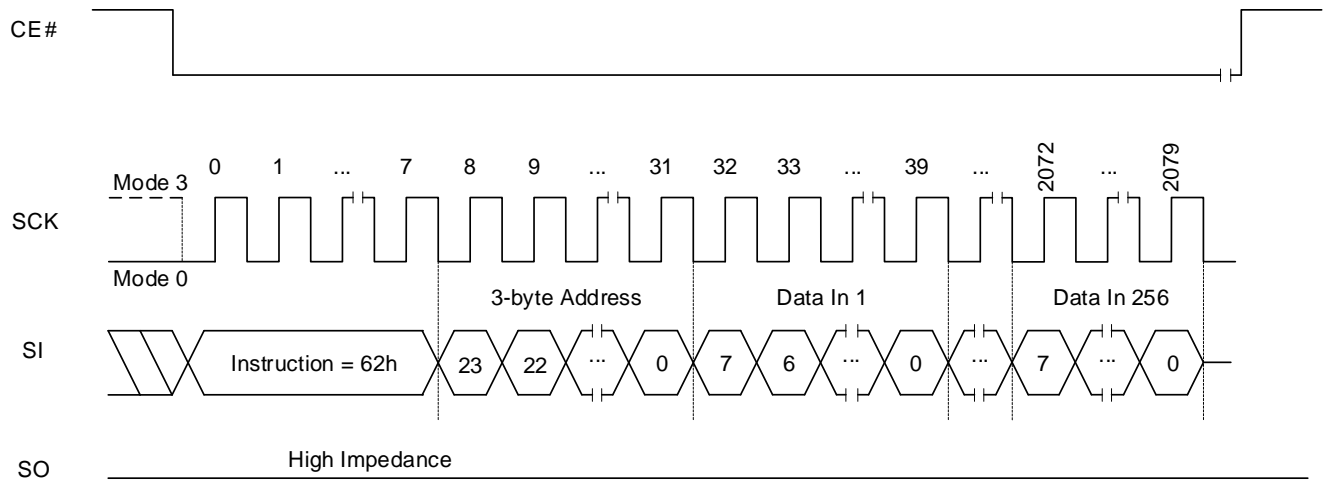 CE#
0 1 ... 7 8 9 ... 31 32 33 ... 39 ... 2072 ... 2079
Mode 3
SCK
Mode 0
3-byte Address Data In 1 Data In 256
SI Instruction = 62h 23 22 ... 0 7 6 ... 0 ... 7 ... 0
High Impedance
SO